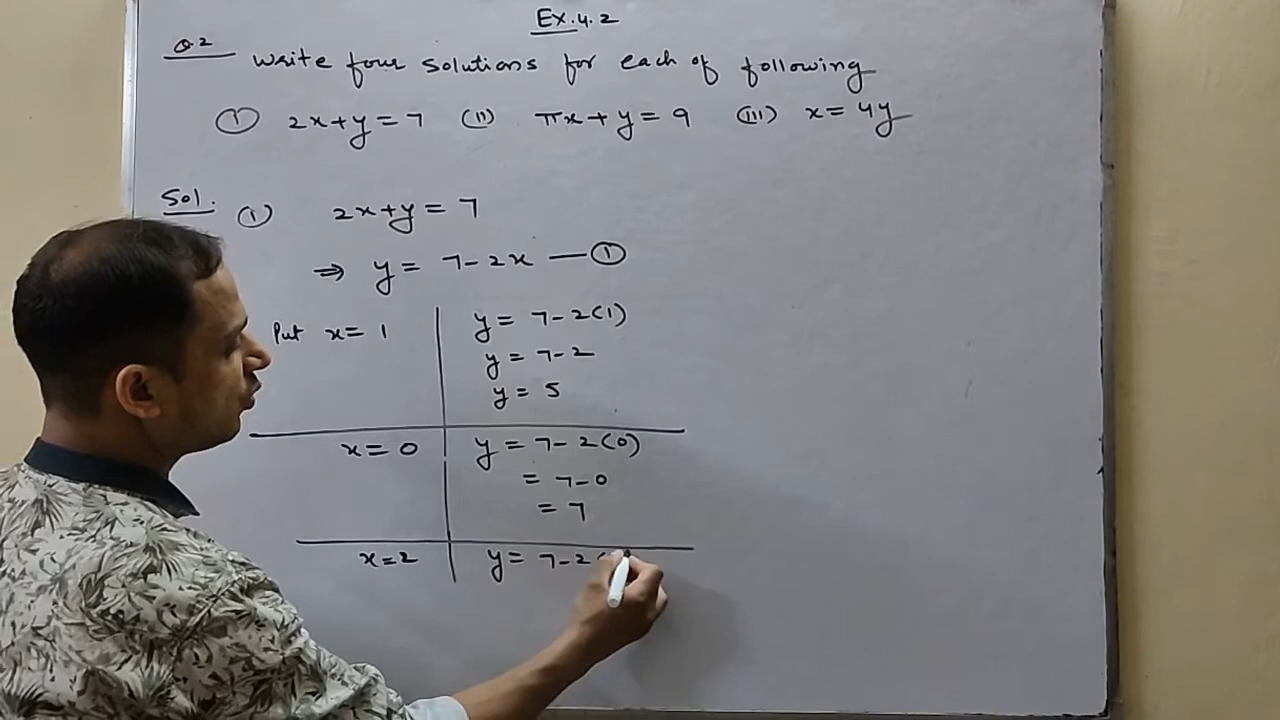 Ex.4.2
Q.2 Write four solutions for each of following
(i) 2x+y=7 (ii) πx+y=9 (iii) x=4y
Sol. (i) 2x+y=7
⇒ y= 7-2x —(1)
Put x=1 y= 7-2(1)
y= 7-2
y= 5
x=0 y= 7-2(0)
= 7-0
= 7
x=2 y= 7-2(